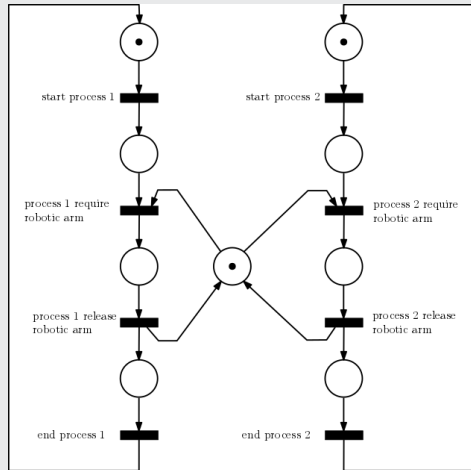 start process 1
start process 2
process 1 require
robotic arm
process 2 require
robotic arm
process 1 release
robotic arm
process 2 release
robotic arm
end process 1
end process 2